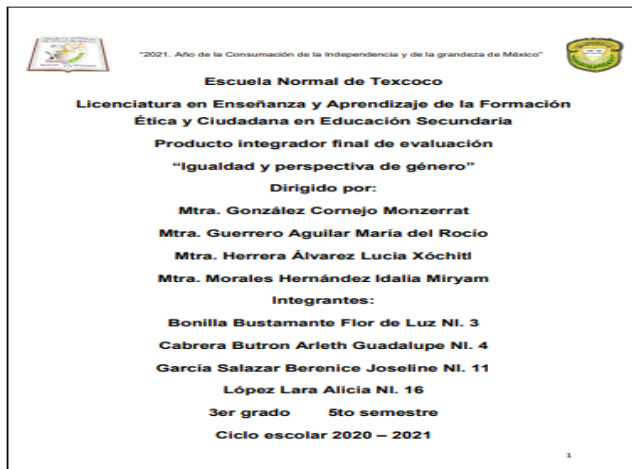 “2021. Año de la Consumación de la Independencia y de la grandeza de México”
Escuela Normal de Texcoco
Licenciatura en Enseñanza y Aprendizaje de la Formación
Ética y Ciudadana en Educación Secundaria
Producto integrador final de evaluación
“Igualdad y perspectiva de género”
Dirigido por:
Mtra. González Cornejo Monzerrat
Mtra. Guerrero Aguilar María del Rocío
Mtra. Herrera Álvarez Lucia Xóchitl
Mtra. Morales Hernández Idalia Miryam
Integrantes:
Bonilla Bustamante Flor de Luz Nl. 3
Cabrera Butron Arleth Guadalupe Nl. 4
García Salazar Berenice Joseline Nl. 11
López Lara Alicia Nl. 16
3er grado 5to semestre
Ciclo escolar 2020 – 2021
1